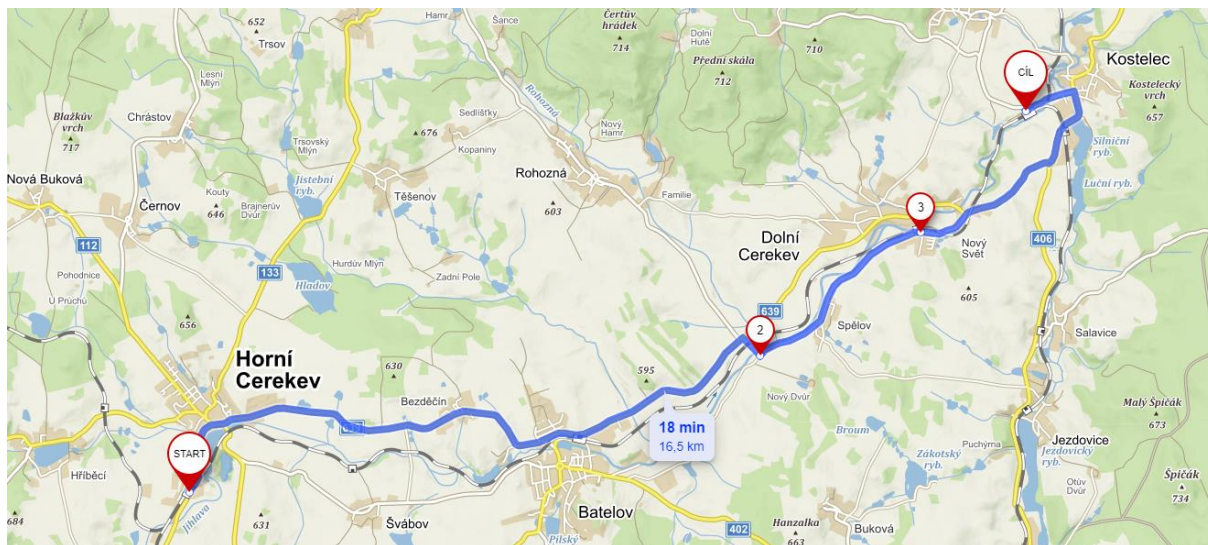 652
Trsov
Hamr
Šance
Čertův
hrádek
714
Dolní
Hutě
710
Přední skála
712
CÍL
Kostelec
Kostelecký
vrch
657
Blažkův
vrch
717
Lesní
Mlýn
Chrástov
Trsovský
Mlýn
676
Sedlišťky
Kopaniny
Rohozná
Nový
Hamr
Silniční
ryb.
Nová Buková
Kouty
646
Jistební
ryb.
Brajnerův
Dvůr
Těšenov
Rohozná
Familie
603
Luční ryb.
Černov
3
112
133
Hurdův Mlýn
Dolní
Cerekev
Nový
Svět
406
Pohodnice
Hladov
Zadní Pole
U Průchů
656
639
605
2
Spělov
Salavice
Horní
Cerekev
630
Bezděčín
595
Nový Dvůr
Malý Špičák
673
18 min
16,5 km
START
Broum
Puchýrna
Jezdovice
Jezdovický
ryb.
Hříběcí
Zákotský
ryb.
Otův
Dvůr
Špičák
734
684
Jihlava
631
Švábov
Batelov
Pilský
402
Hanzalka
663
Buková